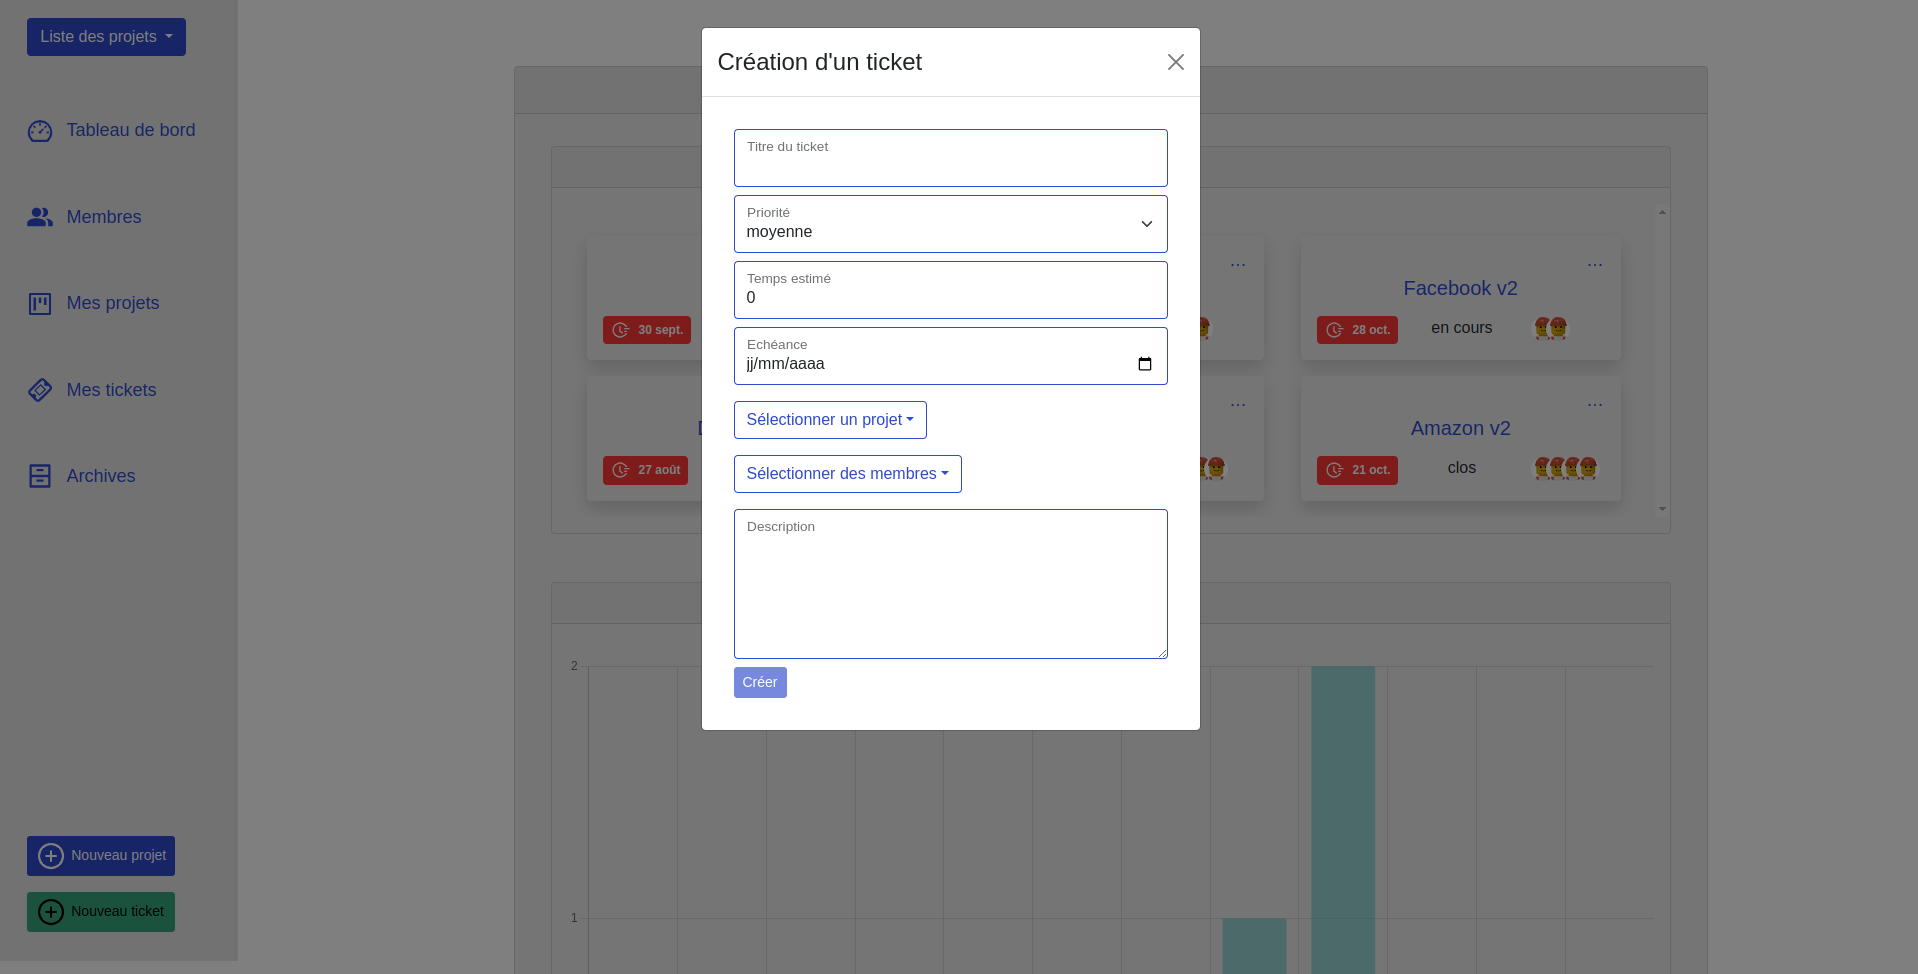 Liste des projets
Tableau de bord
Membres
Mes projets
Mes tickets
Archives
Nouveau projet
Nouveau ticket
Création d'un ticket
Titre du ticket
Priorité
moyenne
Temps estimé
0
Echéance
jj/mm/aaaa
Sélectionner un projet
Sélectionner des membres
Description
Créer
30 sept.
...
...
Facebook v2
28 oct.
en cours
27 août
...
...
Amazon v2
21 oct.
clos
2
1